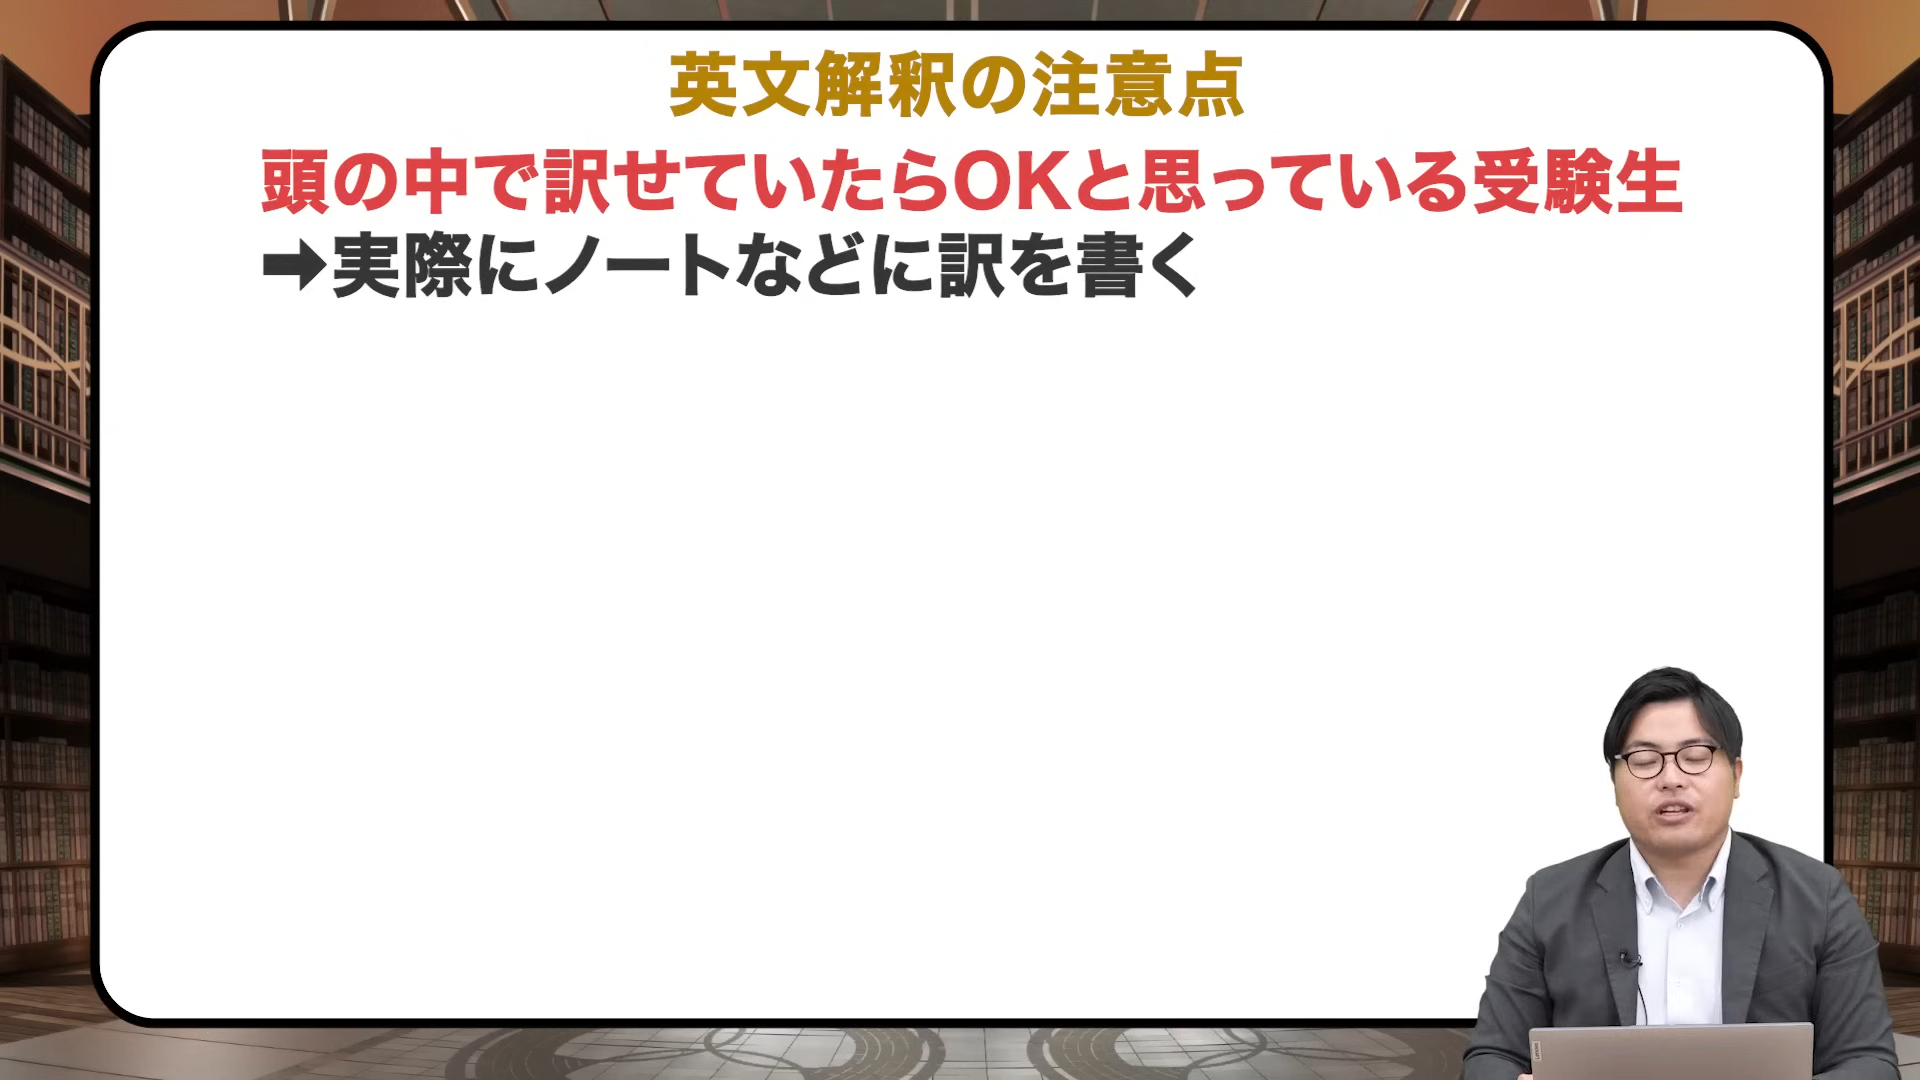 英文解釈の注意点
頭の中で訳せていたらOKと思っている受験生
➡実際にノートなどに訳を書く
Lenovo